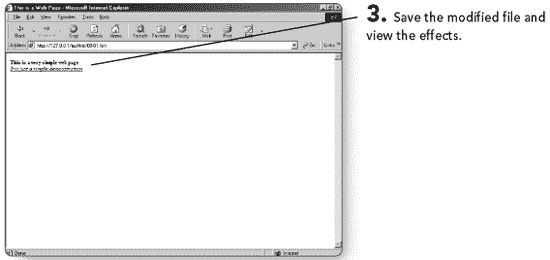 This is a Web Page - Microsoft Internet Explorer
File Edit View Favorites Tools Help
Back Stop Refresh Home Search Favorites History Mail Print Edit
Address Go Links
This is a very simple web page
Done Internet
3. Save the modified file and
view the effects.